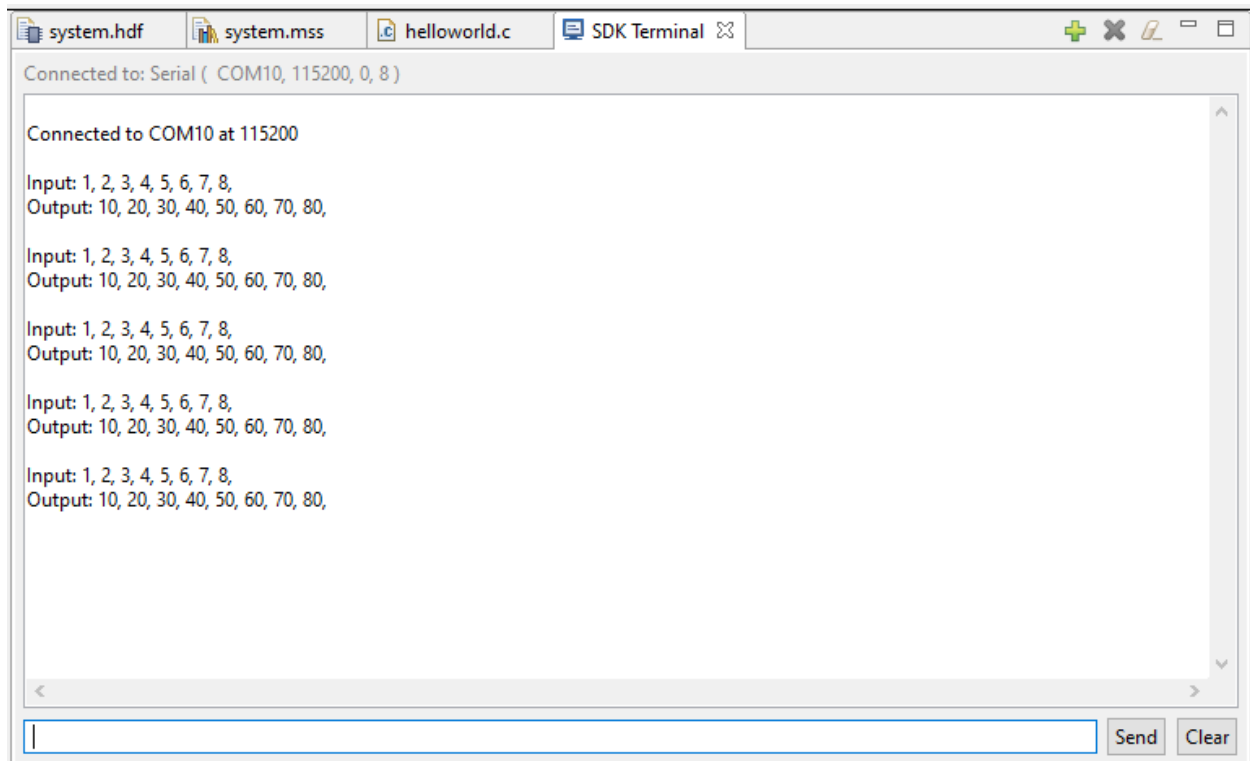 system.hdf system.mss helloworld.c SDK Terminal
Connected to: Serial ( COM10, 115200, 0, 8 )
Connected to COM10 at 115200
Input: 1, 2, 3, 4, 5, 6, 7, 8,
Output: 10, 20, 30, 40, 50, 60, 70, 80,
Input: 1, 2, 3, 4, 5, 6, 7, 8,
Output: 10, 20, 30, 40, 50, 60, 70, 80,
Input: 1, 2, 3, 4, 5, 6, 7, 8,
Output: 10, 20, 30, 40, 50, 60, 70, 80,
Input: 1, 2, 3, 4, 5, 6, 7, 8,
Output: 10, 20, 30, 40, 50, 60, 70, 80,
Input: 1, 2, 3, 4, 5, 6, 7, 8,
Output: 10, 20, 30, 40, 50, 60, 70, 80,
Send Clear